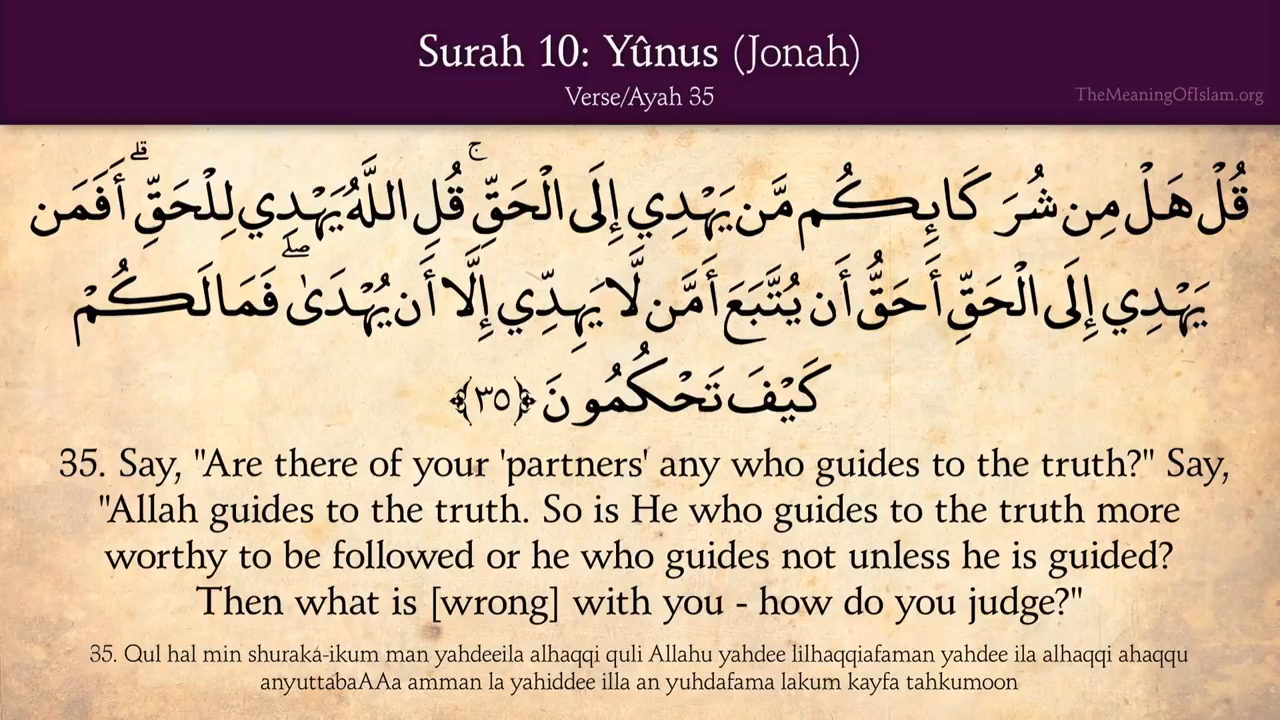 Surah 10: Yûnus (Jonah)
Verse/Ayah 35
TheMeaningOfIslam.org
قُلْ هَلْ مِن شُرَكَايِٕكُم مَّن يَهْدِي إِلَى الْحَقِّ ۚ قُلِ اللَّهُ يَهْدِي لِلْحَقِّ ۗ أَفَمَن
يَهْدِي إِلَى الْحَقِّ أَحَقُّ أَن يُتَّبَعَ أَمَّن لَّا يَهِدِّي إِلَّا أَن يُهْدَىٰ ۖ فَمَا لَكُمْ
كَيْفَ تَحْكُمُونَ ﴿٣٥﴾
35. Say, "Are there of your 'partners' any who guides to the truth?" Say,
"Allah guides to the truth. So is He who guides to the truth more
worthy to be followed or he who guides not unless he is guided?
Then what is [wrong] with you - how do you judge?"
35. Qul hal min shuraka-ikum man yahdeeila alhaqqi quli Allahu yahdee lilhaqqiafaman yahdee ila alhaqqi ahaqqu
anyuttabaAAa amman la yahiddee illa an yuhdafama lakum kayfa tahkumoon